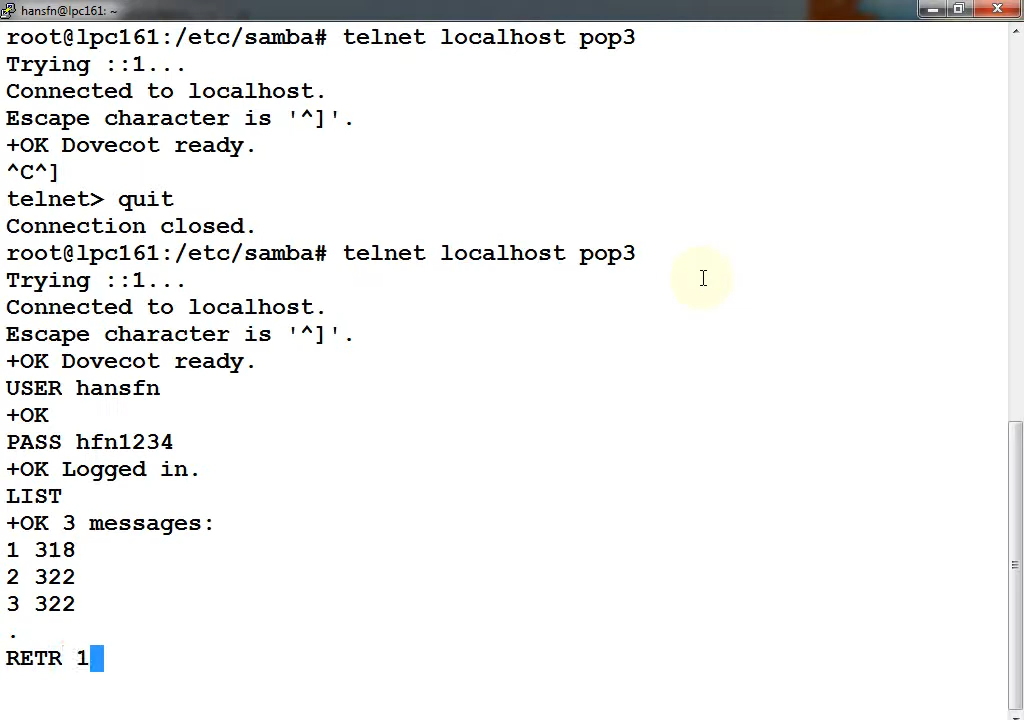 hansfn@lpc161: ~
root@lpc161:/etc/samba# telnet localhost pop3
Trying ::1...
Connected to localhost.
Escape character is '^]'.
+OK Dovecot ready.
^C^]
telnet> quit
Connection closed.
root@lpc161:/etc/samba# telnet localhost pop3
Trying ::1...
Connected to localhost.
Escape character is '^]'.
+OK Dovecot ready.
USER hansfn
+OK
PASS hfn1234
+OK Logged in.
LIST
+OK 3 messages:
1 318
2 322
3 322
.
RETR 1